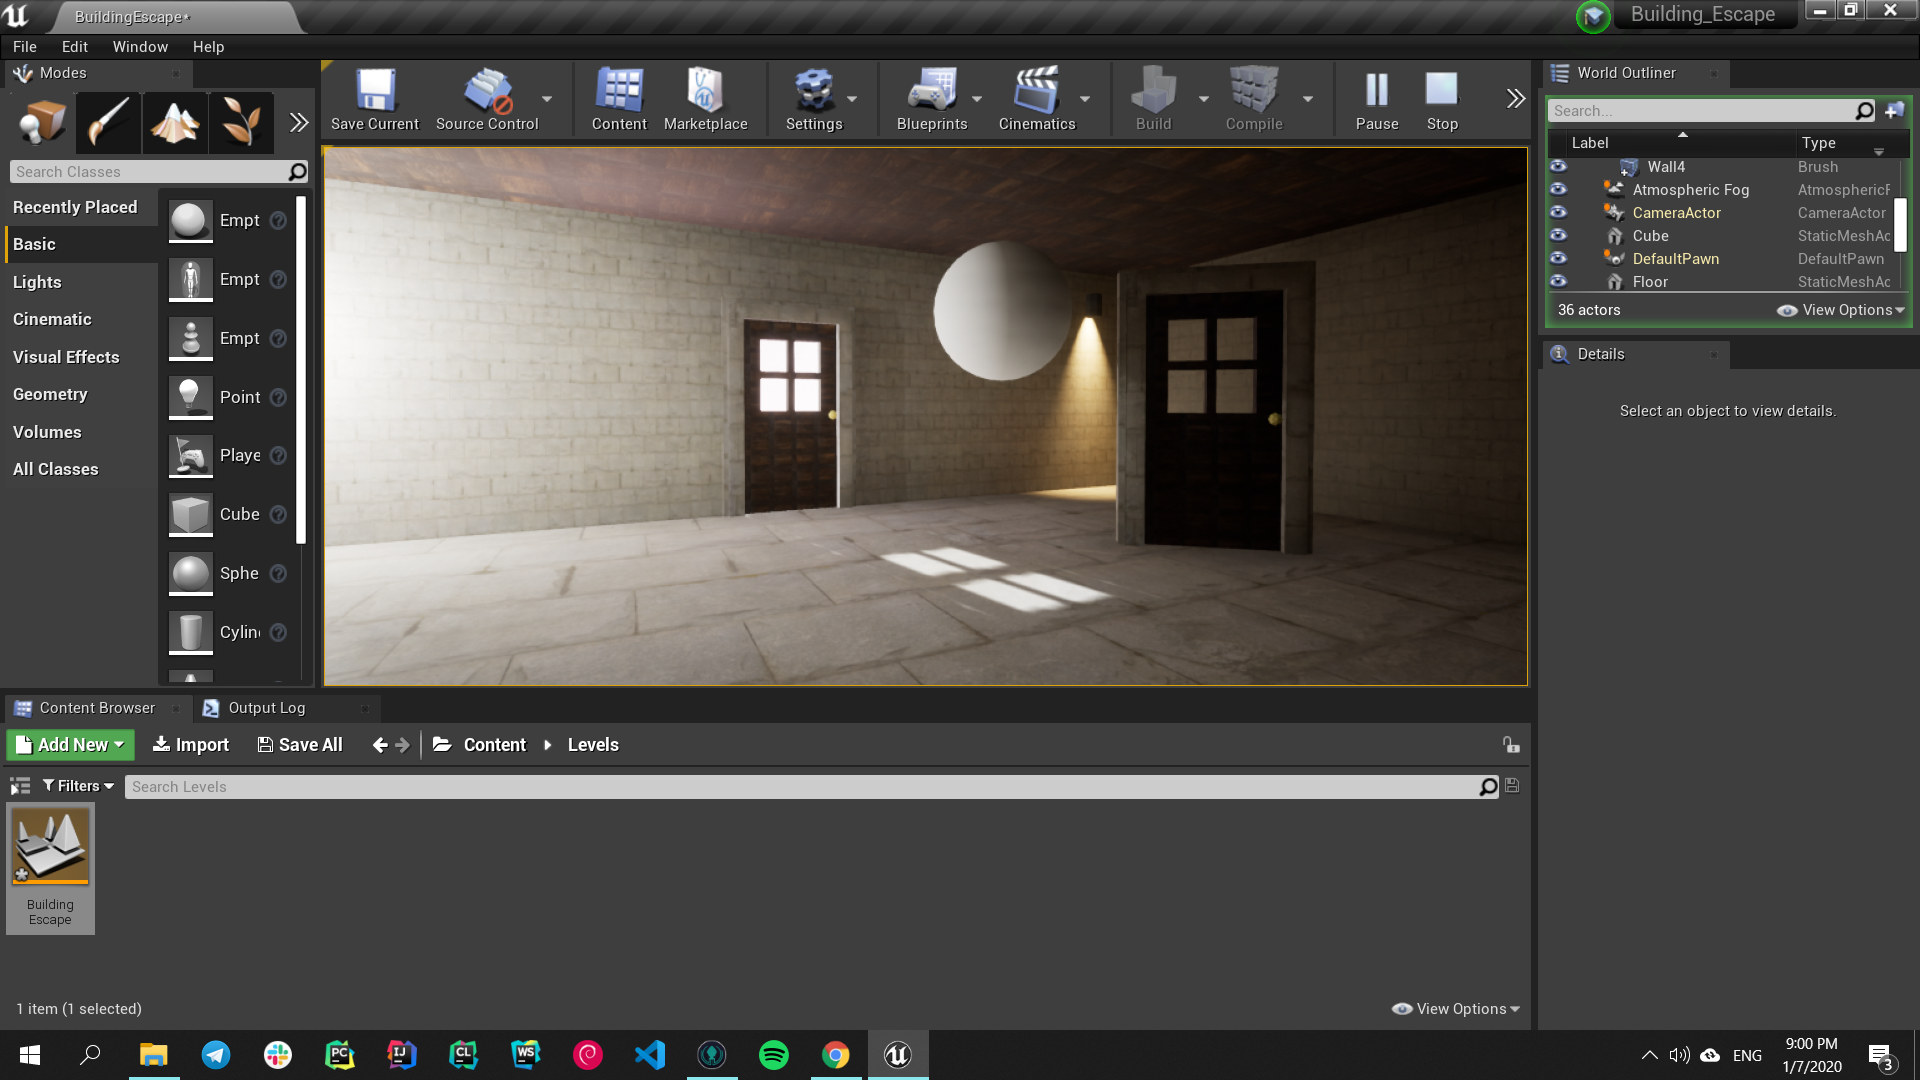 BuildingEscape*
Building_Escape
File Edit Window Help
Modes
Search Classes
Recently Placed
Basic
Lights
Cinematic
Visual Effects
Geometry
Volumes
All Classes
Empt
Empt
Empt
Point
Playe
Cube
Sphe
Cylin
Save Current
Source Control
Content
Marketplace
Settings
Blueprints
Cinematics
Build
Compile
Pause
Stop
World Outliner
Search...
Label Type
Wall4 Brush
Atmospheric Fog AtmosphericF
CameraActor CameraActor
Cube StaticMeshAc
DefaultPawn DefaultPawn
Floor StaticMeshAc
36 actors View Options
Details
Select an object to view details.
Content Browser
Output Log
Add New Import Save All Content Levels
Filters Search Levels
Building
Escape
1 item (1 selected)
View Options
PC
IJ
CL
WS
ENG
9:00 PM
1/7/2020
3